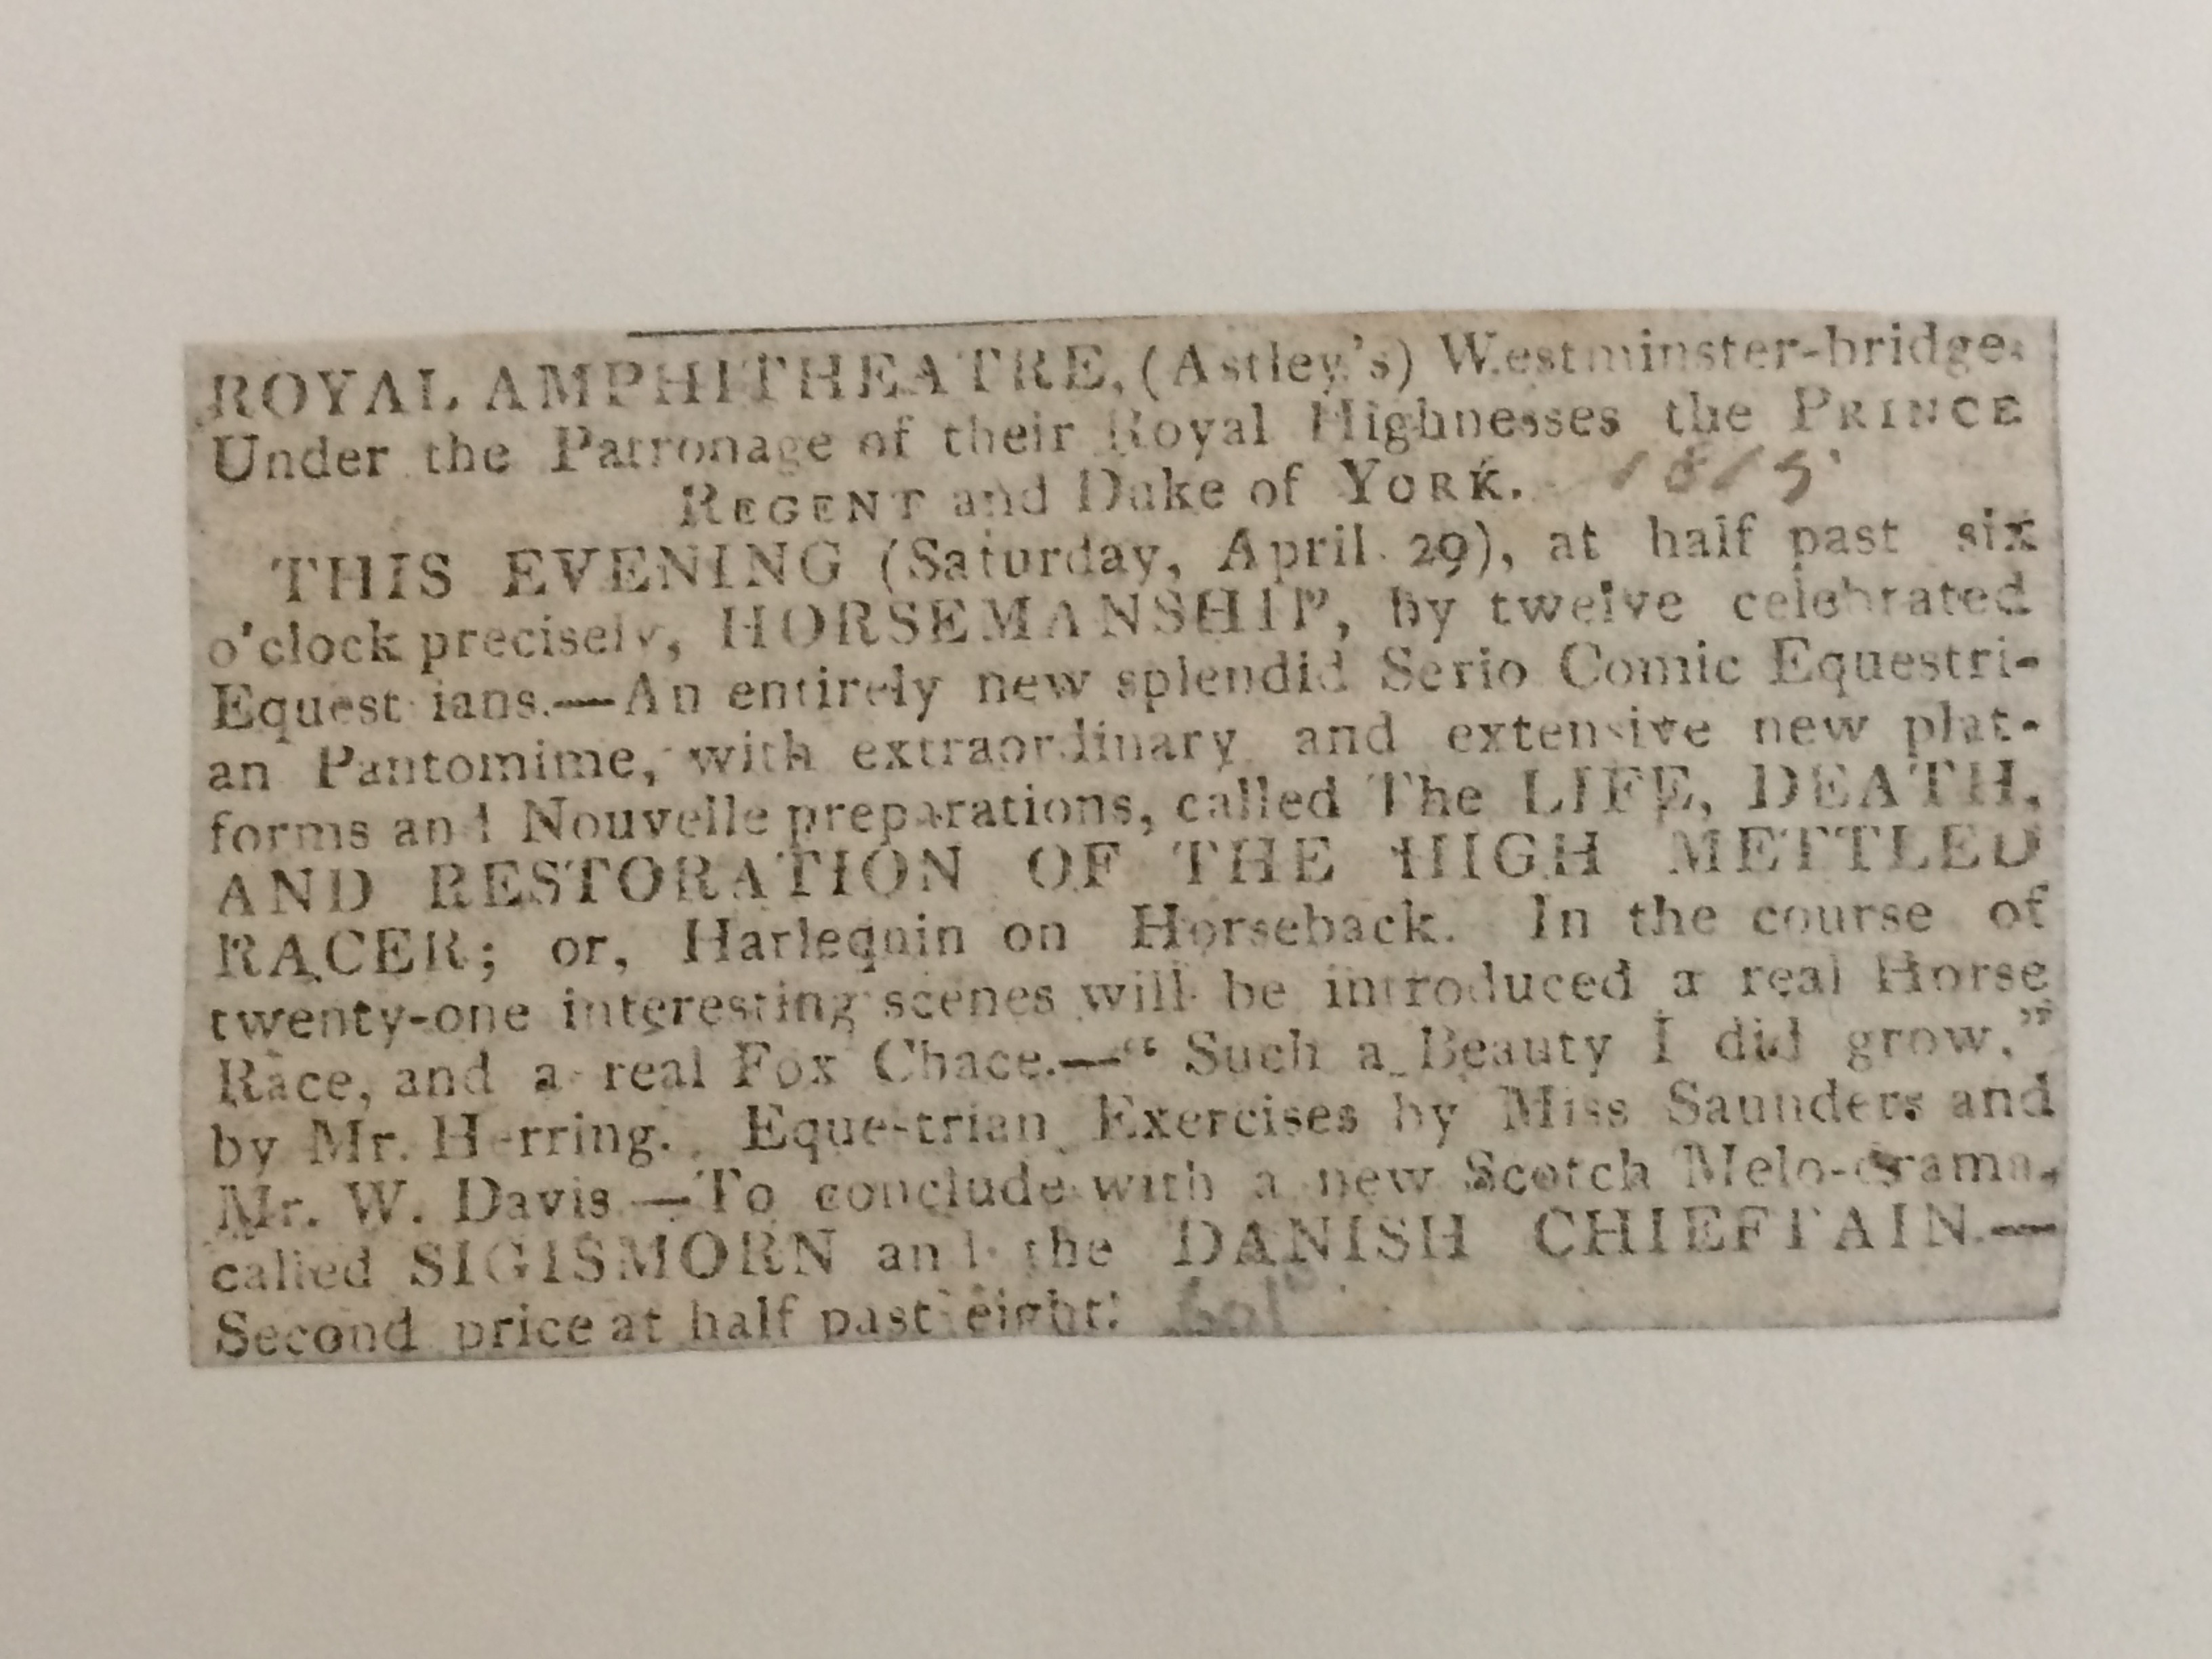 ROYAL AMPHITHEATRE, (Astley's) Westminster-bridge.
Under the Patronage of their Royal Highnesses the PRINCE
REGENT and Duke of YORK. 1815
THIS EVENING (Saturday, April 29), at half past six
o'clock precisely, HORSEMANSHIP, by twelve celebrated
Equestrians.—An entirely new splendid Serio Comic Equestri-
an Pantomime, with extraordinary and extensive new plat-
forms and Nouvelle preparations, called The LIFE, DEATH,
AND RESTORATION OF THE HIGH METTLED
RACER; or, Harlequin on Horseback. In the course of
twenty-one interesting scenes will be introduced a real Horse
Race, and a real Fox Chace.—“ Such a Beauty I did grow,”
by Mr. Herring. Equestrian Exercises by Miss Saunders and
Mr. W. Davis.—To conclude with a new Scotch Melo-drama,
called SIGISMORN and the DANISH CHIEFTAIN.—
Second price at half past eight.